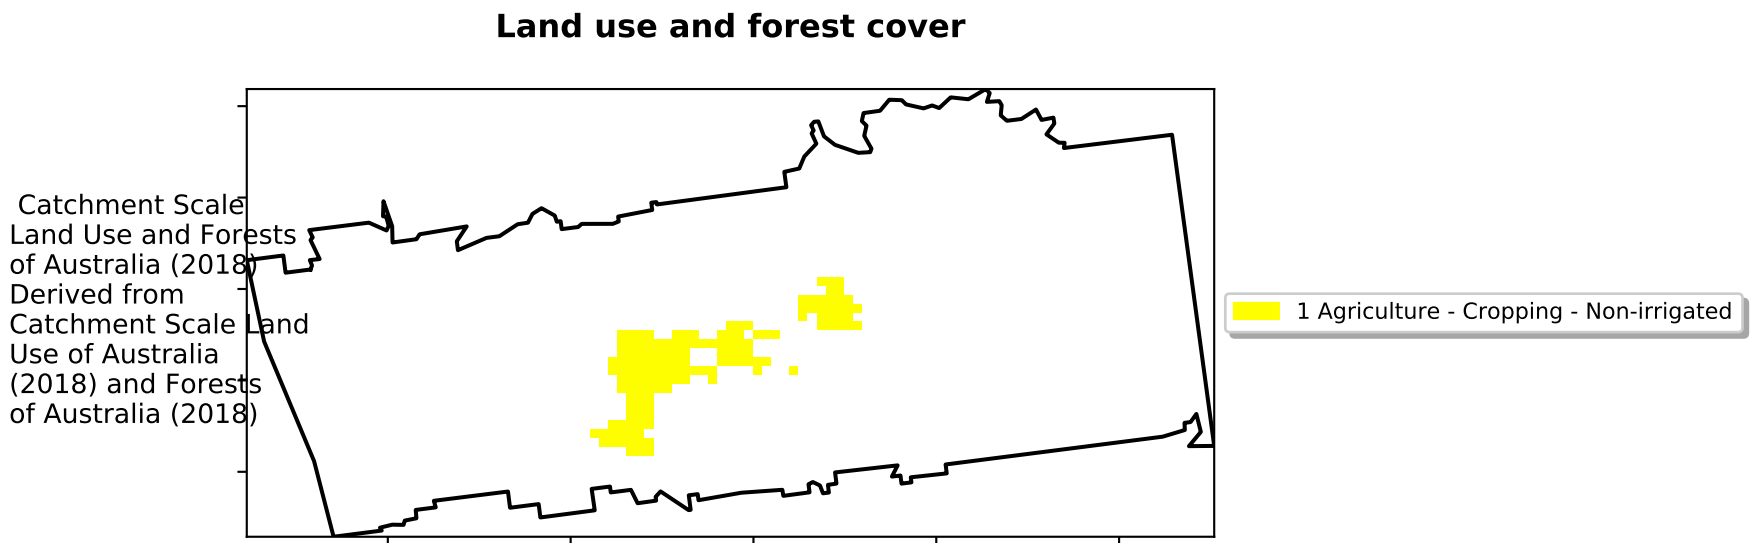 Land use and forest cover
Catchment Scale
Land Use and Forests
of Australia (2018)
Derived from
Catchment Scale Land
Use of Australia
(2018) and Forests
of Australia (2018)
1 Agriculture - Cropping - Non-irrigated